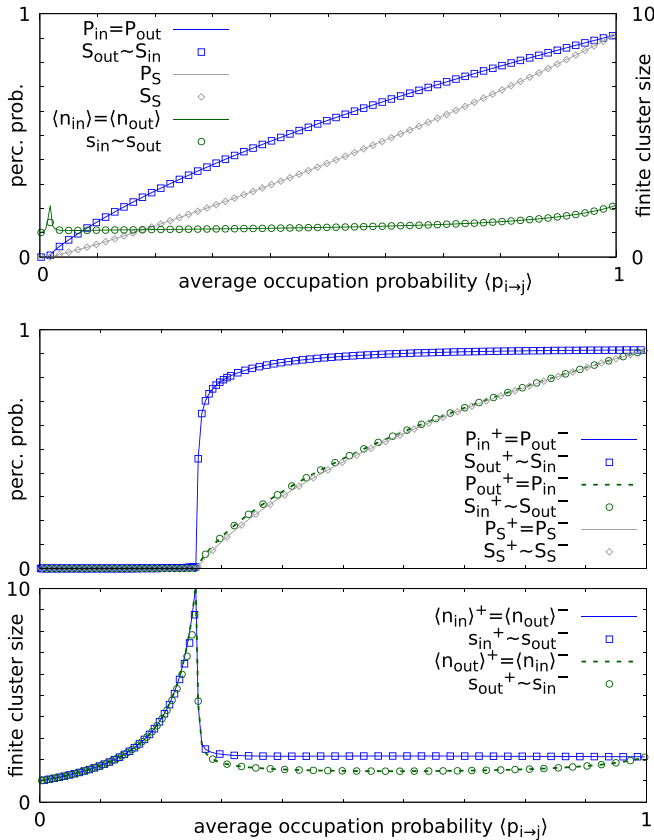 1
10
P_in=P_out
S_out~S_in
P_S
S_S
⟨n_in⟩=⟨n_out⟩
s_in~s_out
perc. prob.
finite cluster size
0
0
0
1
average occupation probability ⟨p_i→j⟩
1
perc. prob.
P_in^+=P_out^-
S_out^+~S_in^-
P_out^+=P_in^-
S_in^+~S_out^-
P_S^+=P_S^-
S_S^+~S_S^-
0
10
finite cluster size
⟨n_in⟩^+=⟨n_out⟩^-
s_in^+~s_out^-
⟨n_out⟩^+=⟨n_in⟩^-
s_out^+~s_in^-
0
0
1
average occupation probability ⟨p_i→j⟩